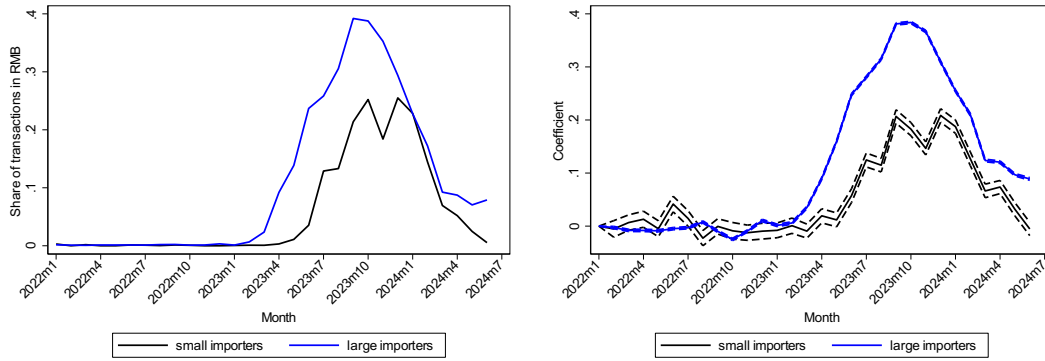 Share of transactions in RMB
.4
.3
.2
.1
0
2022m1
2022m4
2022m7
2022m10
2023m1
2023m4
2023m7
2023m10
2024m1
2024m4
2024m7
Month
small importers
large importers
Coefficient
.4
.3
.2
.1
0
2022m1
2022m4
2022m7
2022m10
2023m1
2023m4
2023m7
2023m10
2024m1
2024m4
2024m7
Month
small importers
large importers